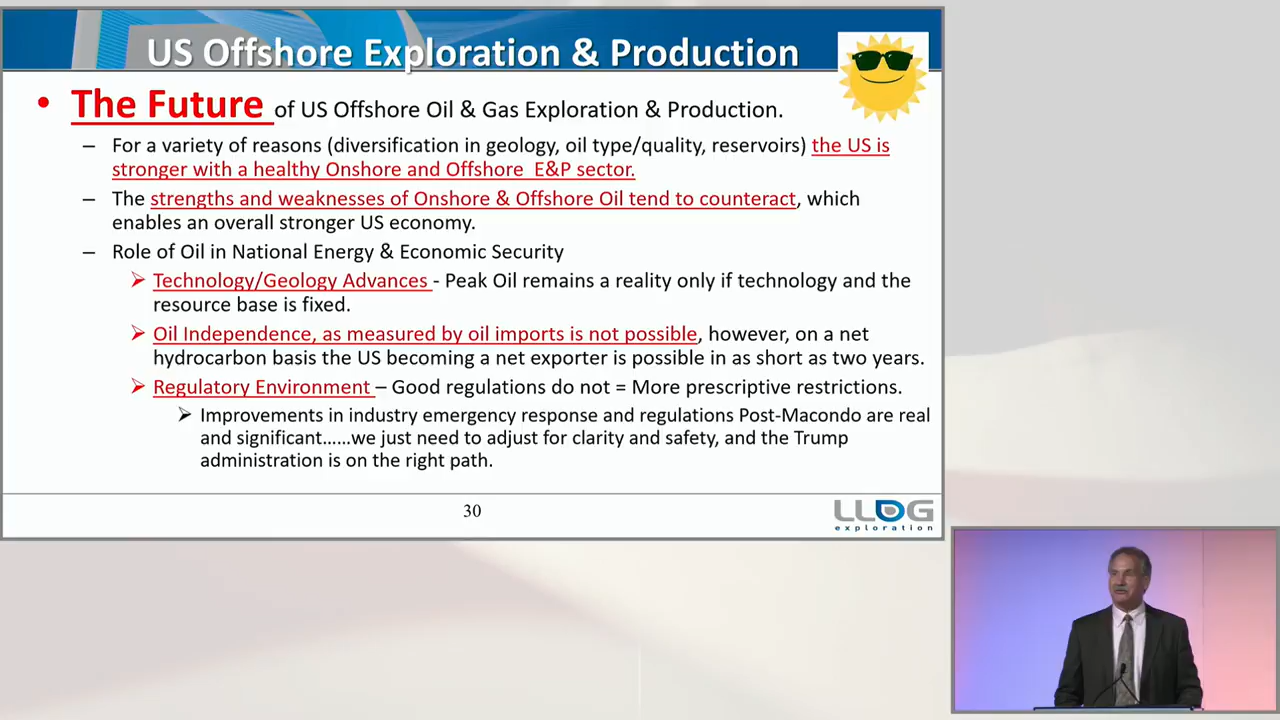 US Offshore Exploration & Production
• The Future of US Offshore Oil & Gas Exploration & Production.
– For a variety of reasons (diversification in geology, oil type/quality, reservoirs) the US is
stronger with a healthy Onshore and Offshore E&P sector.
– The strengths and weaknesses of Onshore & Offshore Oil tend to counteract, which
enables an overall stronger US economy.
– Role of Oil in National Energy & Economic Security
➢ Technology/Geology Advances - Peak Oil remains a reality only if technology and the
resource base is fixed.
➢ Oil Independence, as measured by oil imports is not possible, however, on a net
hydrocarbon basis the US becoming a net exporter is possible in as short as two years.
➢ Regulatory Environment – Good regulations do not = More prescriptive restrictions.
➢ Improvements in industry emergency response and regulations Post-Macondo are real
and significant……we just need to adjust for clarity and safety, and the Trump
administration is on the right path.
30
LLOG
exploration